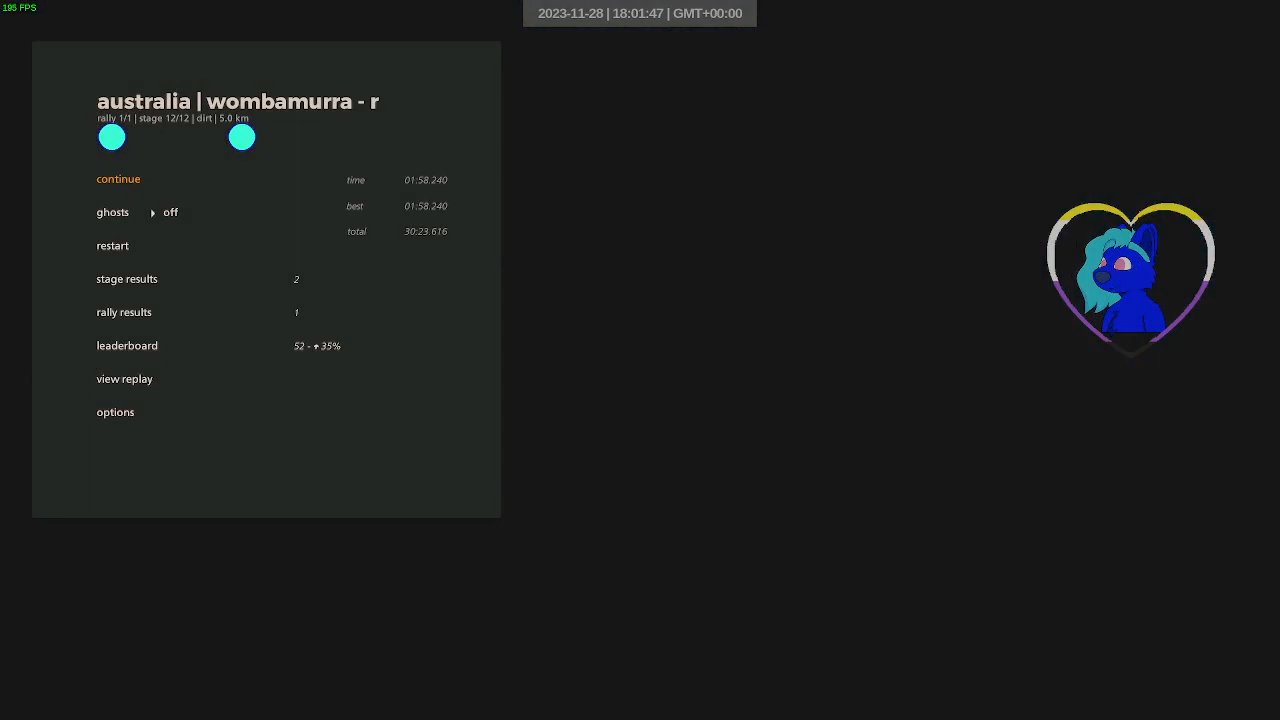 195 FPS
2023-11-28 | 18:01:47 | GMT+00:00
australia | wombamurra - r
rally 1/1 | stage 12/12 | dirt | 5.0 km
continue
time 01:58.240
best 01:58.240
total 30:23.616
ghosts off
restart
stage results 2
rally results 1
leaderboard 52 - + 35%
view replay
options